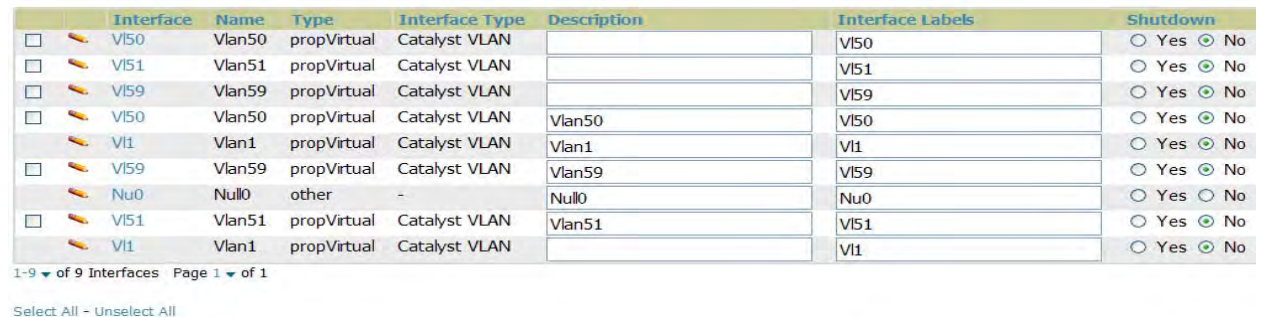 Interface Name Type Interface Type Description Interface Labels Shutdown
Vl50 Vlan50 propVirtual Catalyst VLAN Vl50 Yes No
Vl51 Vlan51 propVirtual Catalyst VLAN Vl51 Yes No
Vl59 Vlan59 propVirtual Catalyst VLAN Vl59 Yes No
Vl50 Vlan50 propVirtual Catalyst VLAN Vlan50 Vl50 Yes No
Vl1 Vlan1 propVirtual Catalyst VLAN Vlan1 Vl1 Yes No
Vl59 Vlan59 propVirtual Catalyst VLAN Vlan59 Vl59 Yes No
Nu0 Null0 other - Null0 Nu0 Yes No
Vl51 Vlan51 propVirtual Catalyst VLAN Vlan51 Vl51 Yes No
Vl1 Vlan1 propVirtual Catalyst VLAN Vl1 Yes No
1-9 of 9 Interfaces Page 1 of 1
Select All - Unselect All